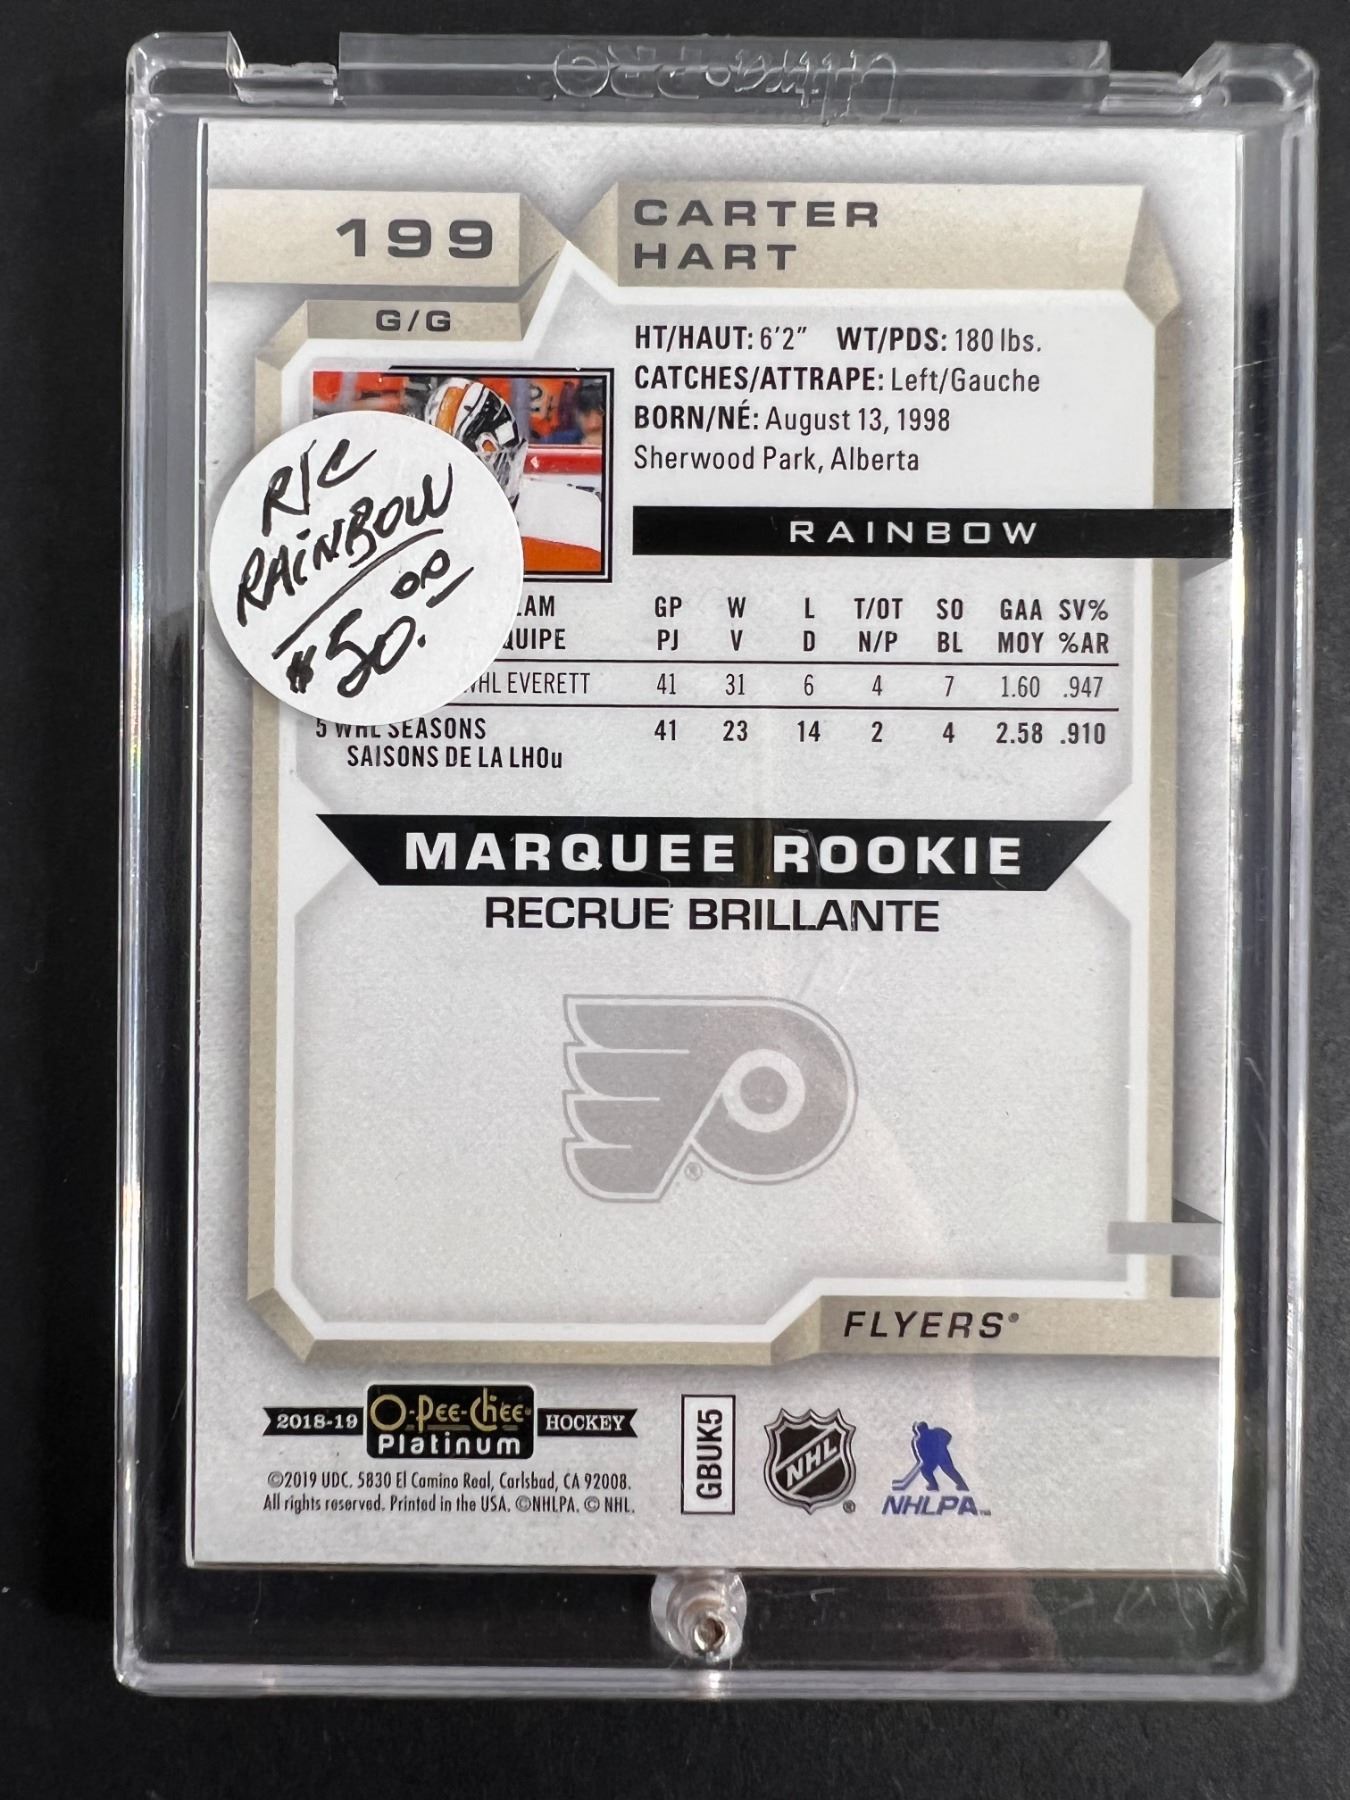 Ultra•PRO®
199
CARTER
HART
G/G
HT/HAUT: 6'2" WT/PDS: 180 lbs.
CATCHES/ATTRAPE: Left/Gauche
BORN/NÉ: August 13, 1998
Sherwood Park, Alberta
R/C
RAINBOW
$50.00
RAINBOW
GP W L T/OT SO GAA SV%
PJ V D N/P BL MOY %AR
EVERETT 41 31 6 4 7 1.60 .947
5 WHL SEASONS 41 23 14 2 4 2.58 .910
SAISONS DE LA LHOu
MARQUEE ROOKIE
RECRUE BRILLANTE
FLYERS®
2018-19 O-Pee-Chee® HOCKEY
Platinum
©2019 UDC. 5830 El Camino Real, Carlsbad, CA 92008.
All rights reserved. Printed in the USA. ©NHLPA. © NHL.
GBUK5
NHL ®
NHLPA™